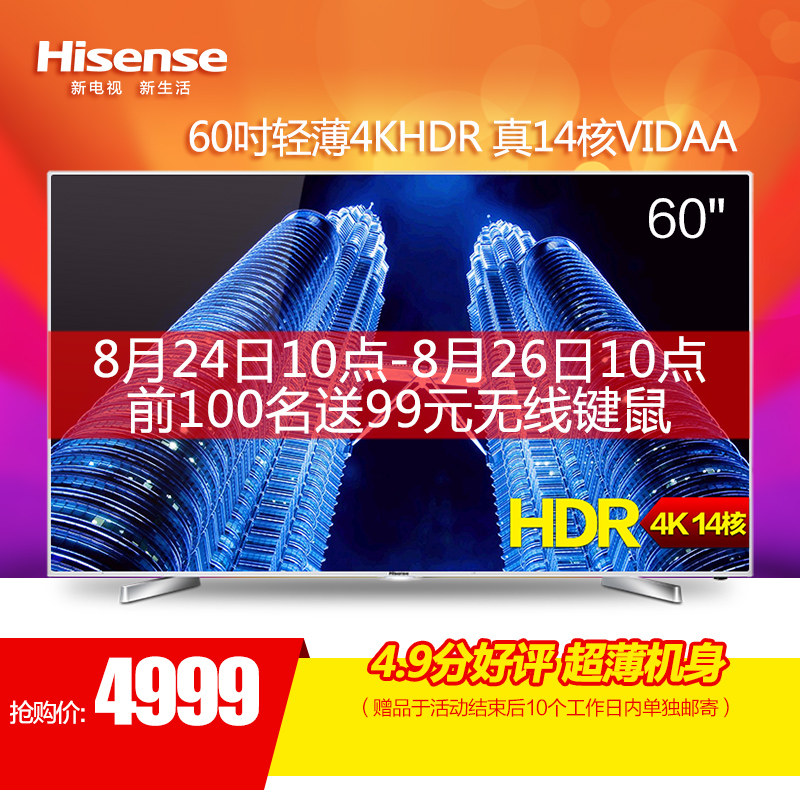 Hisense
新电视 新生活
60吋轻薄4KHDR 真14核VIDAA
60"
8月24日10点-8月26日10点
前100名送99元无线键鼠
HDR 4K 14核
Hisense
抢购价: 4999
4.9分好评 超薄机身
（赠品于活动结束后10个工作日内单独邮寄）